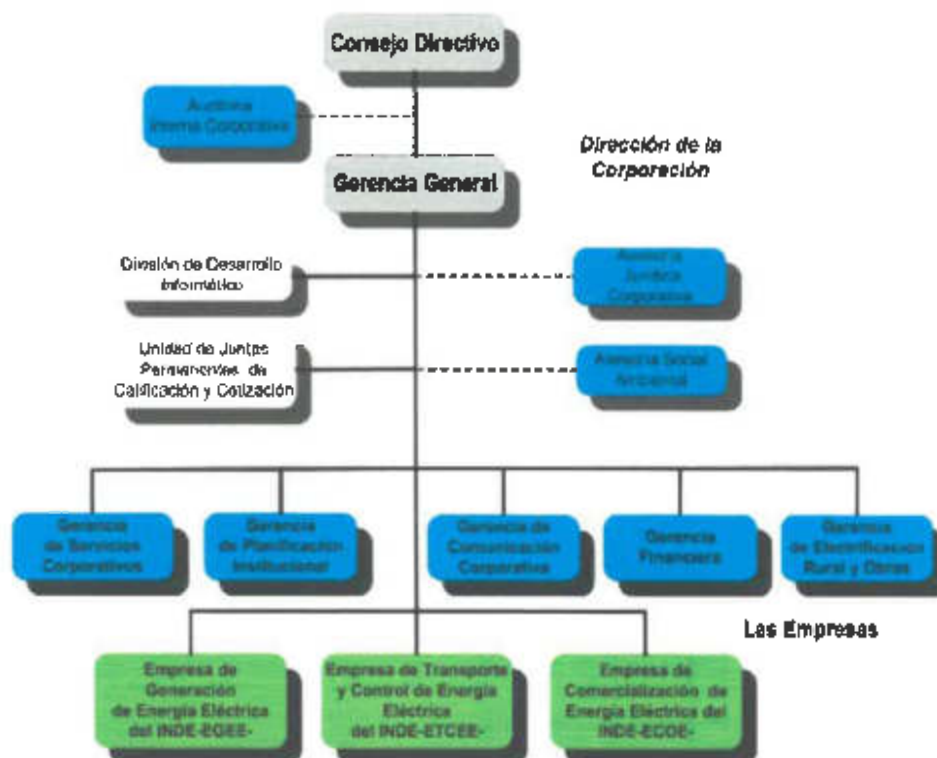 Consejo Directivo
Auditoria
Interna Corporativa
Dirección de la
Corporación
Gerencia General
División de Desarrollo
Informático
Asesoría
Jurídica
Corporativa
Unidad de Juntas
Permanentes de
Calificación y Cotización
Asesoría Social
Ambiental
Gerencia
de Servicios
Corporativos
Gerencia
de Planificación
Institucional
Gerencia de
Comunicación
Corporativa
Gerencia
Financiera
Gerencia
de Electrificación
Rural y Obras
Las Empresas
Empresa de
Generación
de Energía Eléctrica
del INDE-EGEE-
Empresa de Transporte
y Control de Energía
Eléctrica
del INDE-ETCEE-
Empresa de
Comercialización de
Energía Eléctrica del
INDE-ECOE-